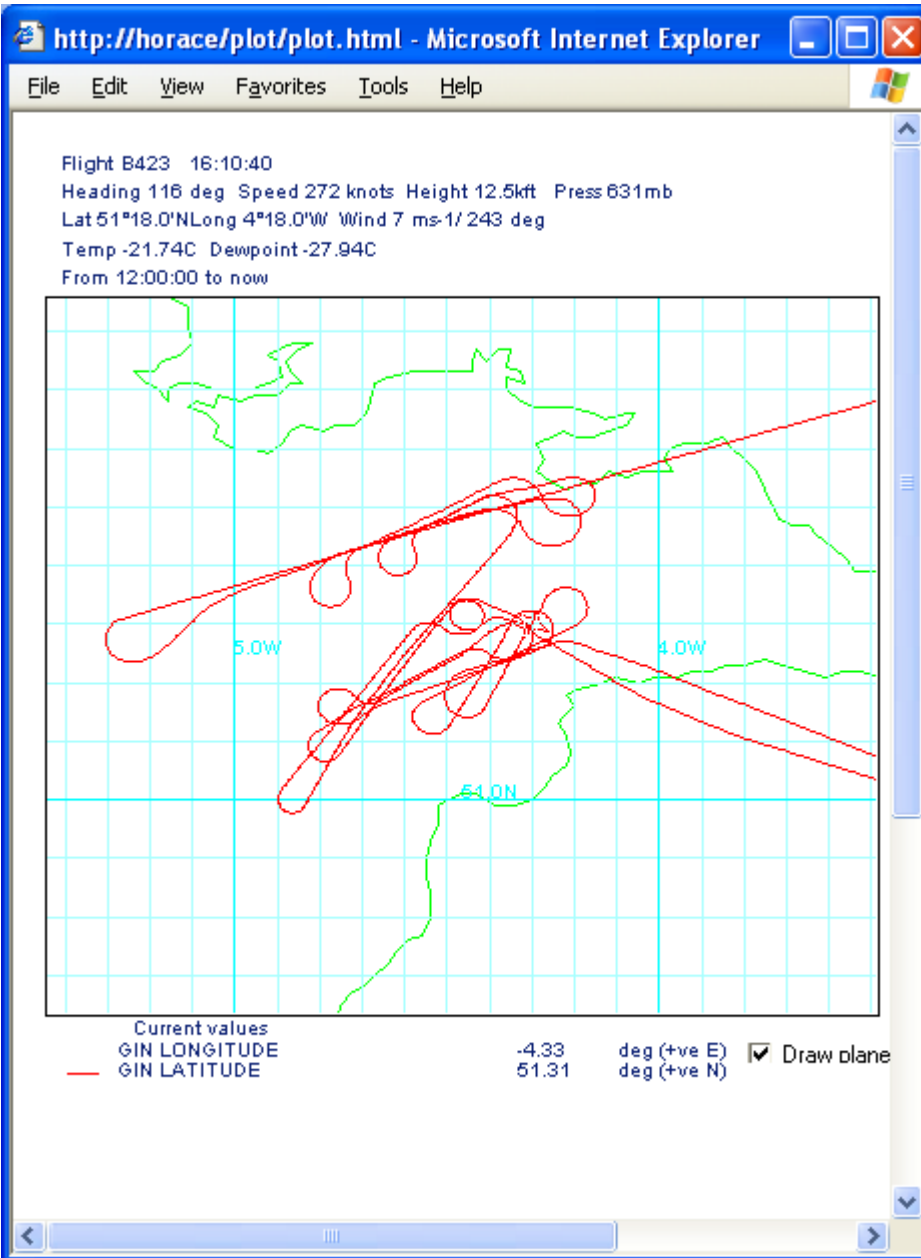 http://horace/plot/plot.html - Microsoft Internet Explorer
File Edit View Favorites Tools Help
Flight B423 16:10:40
Heading 116 deg Speed 272 knots Height 12.5kft Press 631mb
Lat 51°18.0'NLong 4°18.0'W Wind 7 ms-1/ 243 deg
Temp -21.74C Dewpoint -27.94C
From 12:00:00 to now
5.0W 4.0W
51.0N
Current values
GIN LONGITUDE -4.33 deg (+ve E) Draw plane
GIN LATITUDE 51.31 deg (+ve N)